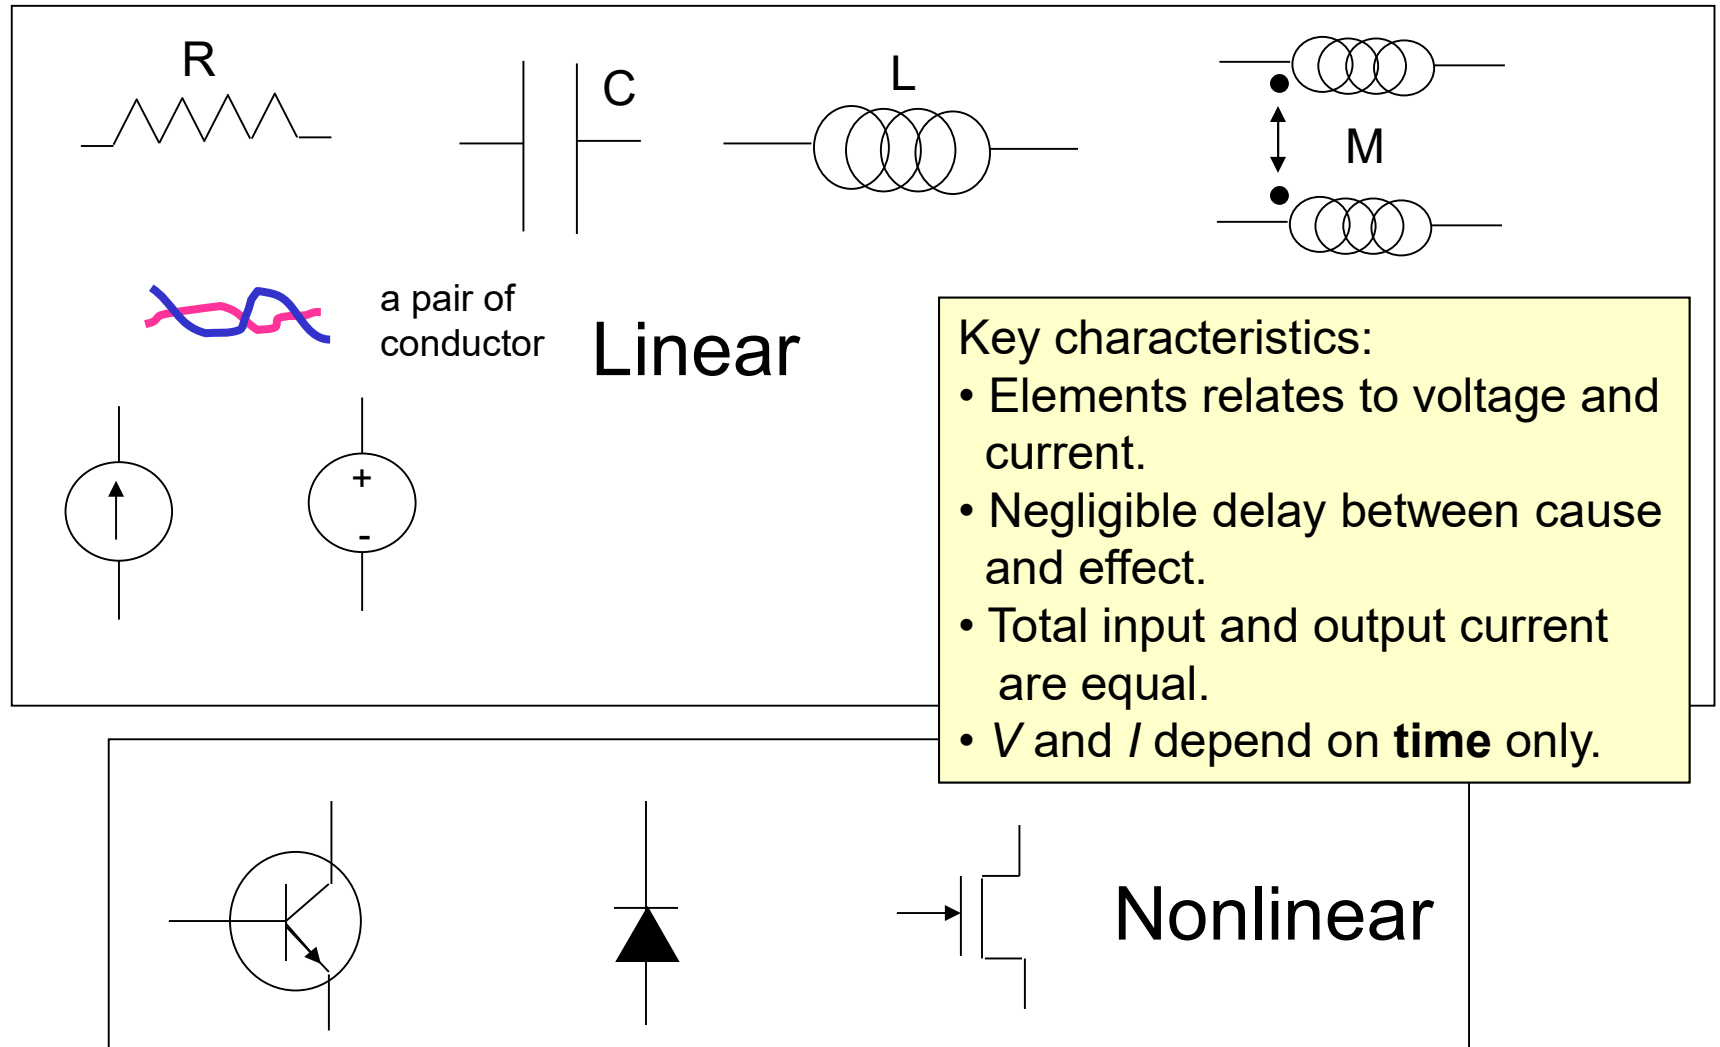 R
C
L
M
a pair of
conductor
Linear
+
-
Key characteristics:
• Elements relates to voltage and
current.
• Negligible delay between cause
and effect.
• Total input and output current
are equal.
• V and I depend on time only.
Nonlinear